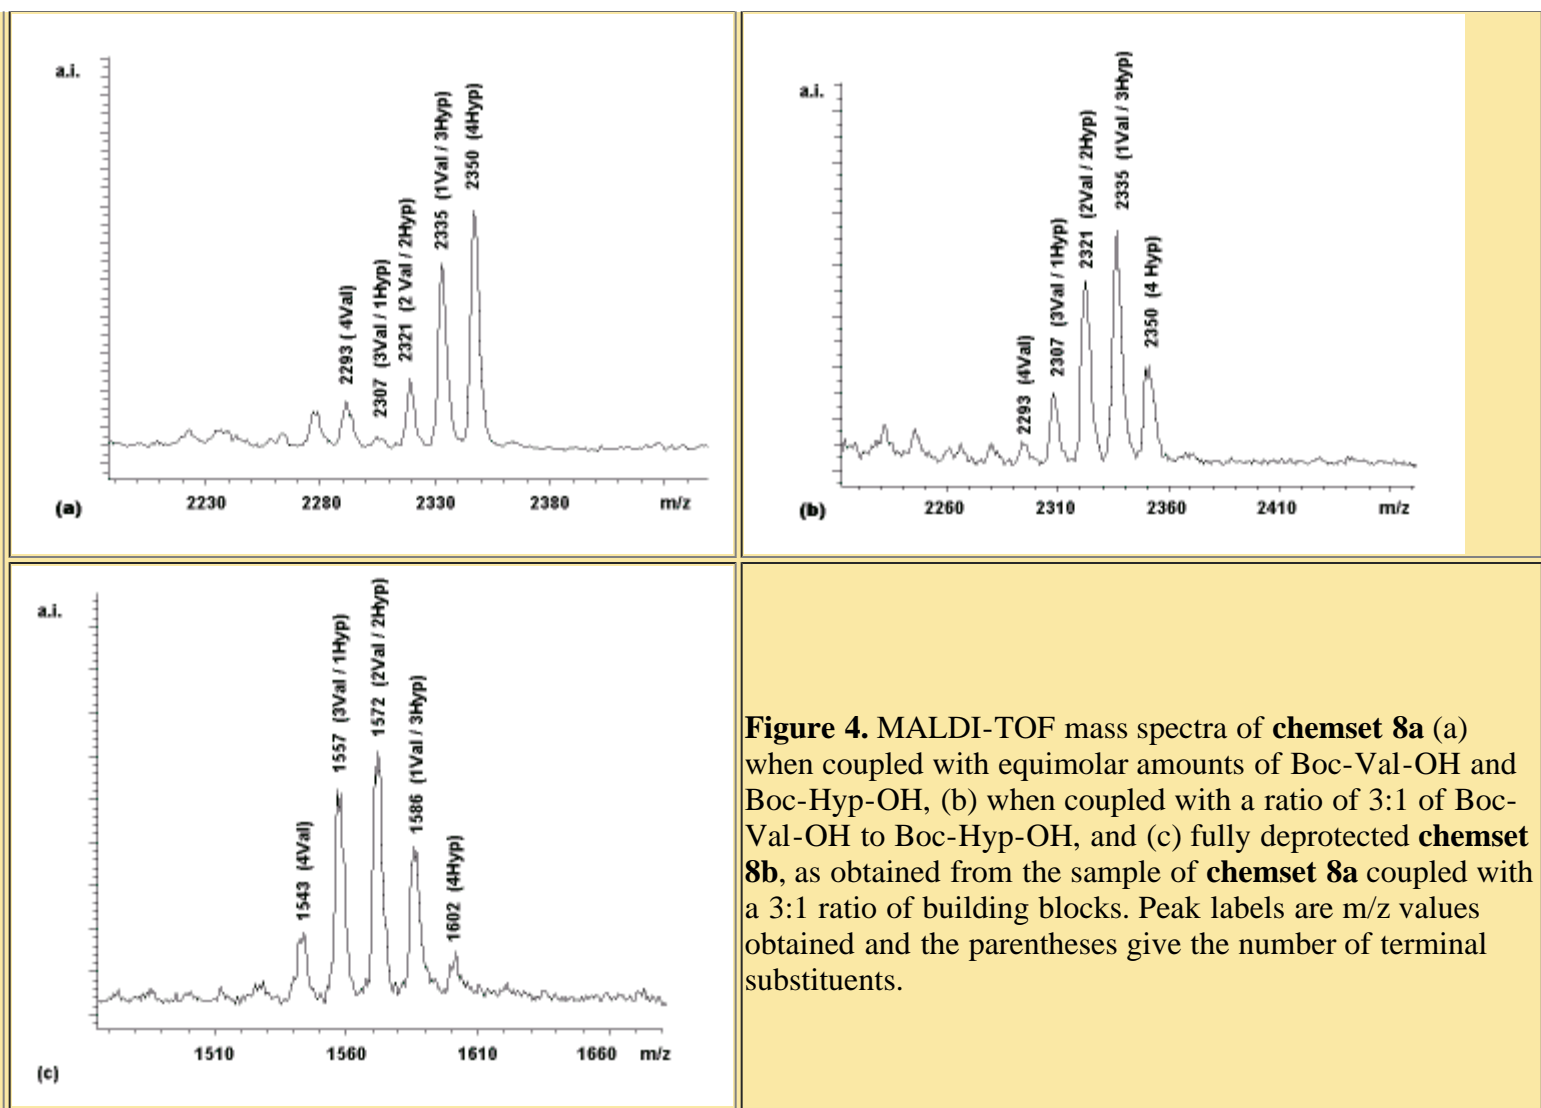 a.i.
2293 ( 4Val)
2307 (3Val / 1Hyp)
2321 (2 Val / 2Hyp)
2335 (1Val / 3Hyp)
2350 (4Hyp)
2230 2280 2330 2380 m/z
(a)
a.i.
2293 (4Val)
2307 (3Val / 1Hyp)
2321 (2Val / 2Hyp)
2335 (1Val / 3Hyp)
2350 (4 Hyp)
2260 2310 2360 2410 m/z
(b)
a.i.
1543 (4Val)
1557 (3Val / 1Hyp)
1572 (2Val / 2Hyp)
1586 (1Val / 3Hyp)
1602 (4Hyp)
1510 1560 1610 1660 m/z
(c)
Figure 4. MALDI-TOF mass spectra of chemset 8a (a)
when coupled with equimolar amounts of Boc-Val-OH and
Boc-Hyp-OH, (b) when coupled with a ratio of 3:1 of Boc-
Val-OH to Boc-Hyp-OH, and (c) fully deprotected chemset
8b, as obtained from the sample of chemset 8a coupled with
a 3:1 ratio of building blocks. Peak labels are m/z values
obtained and the parentheses give the number of terminal
substituents.